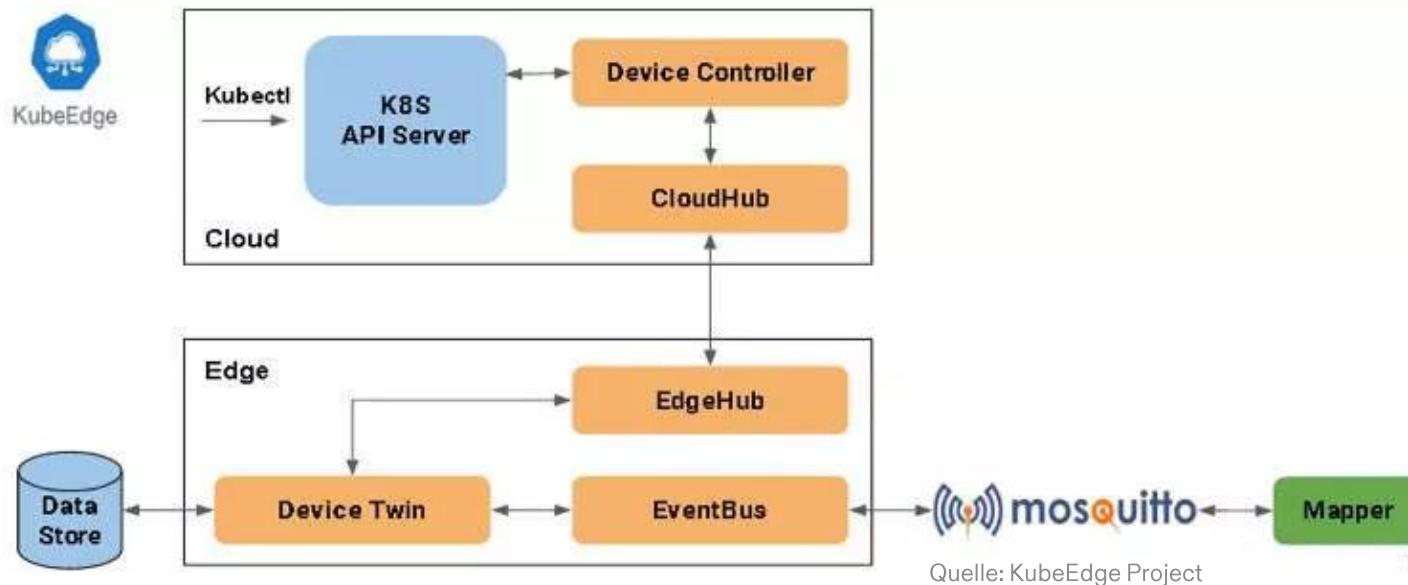 KubeEdge
Kubectl
K8S
API Server
Device Controller
CloudHub
Cloud
Edge
EdgeHub
Data
Store
Device Twin
EventBus
mosquitto
Mapper
Quelle: KubeEdge Project